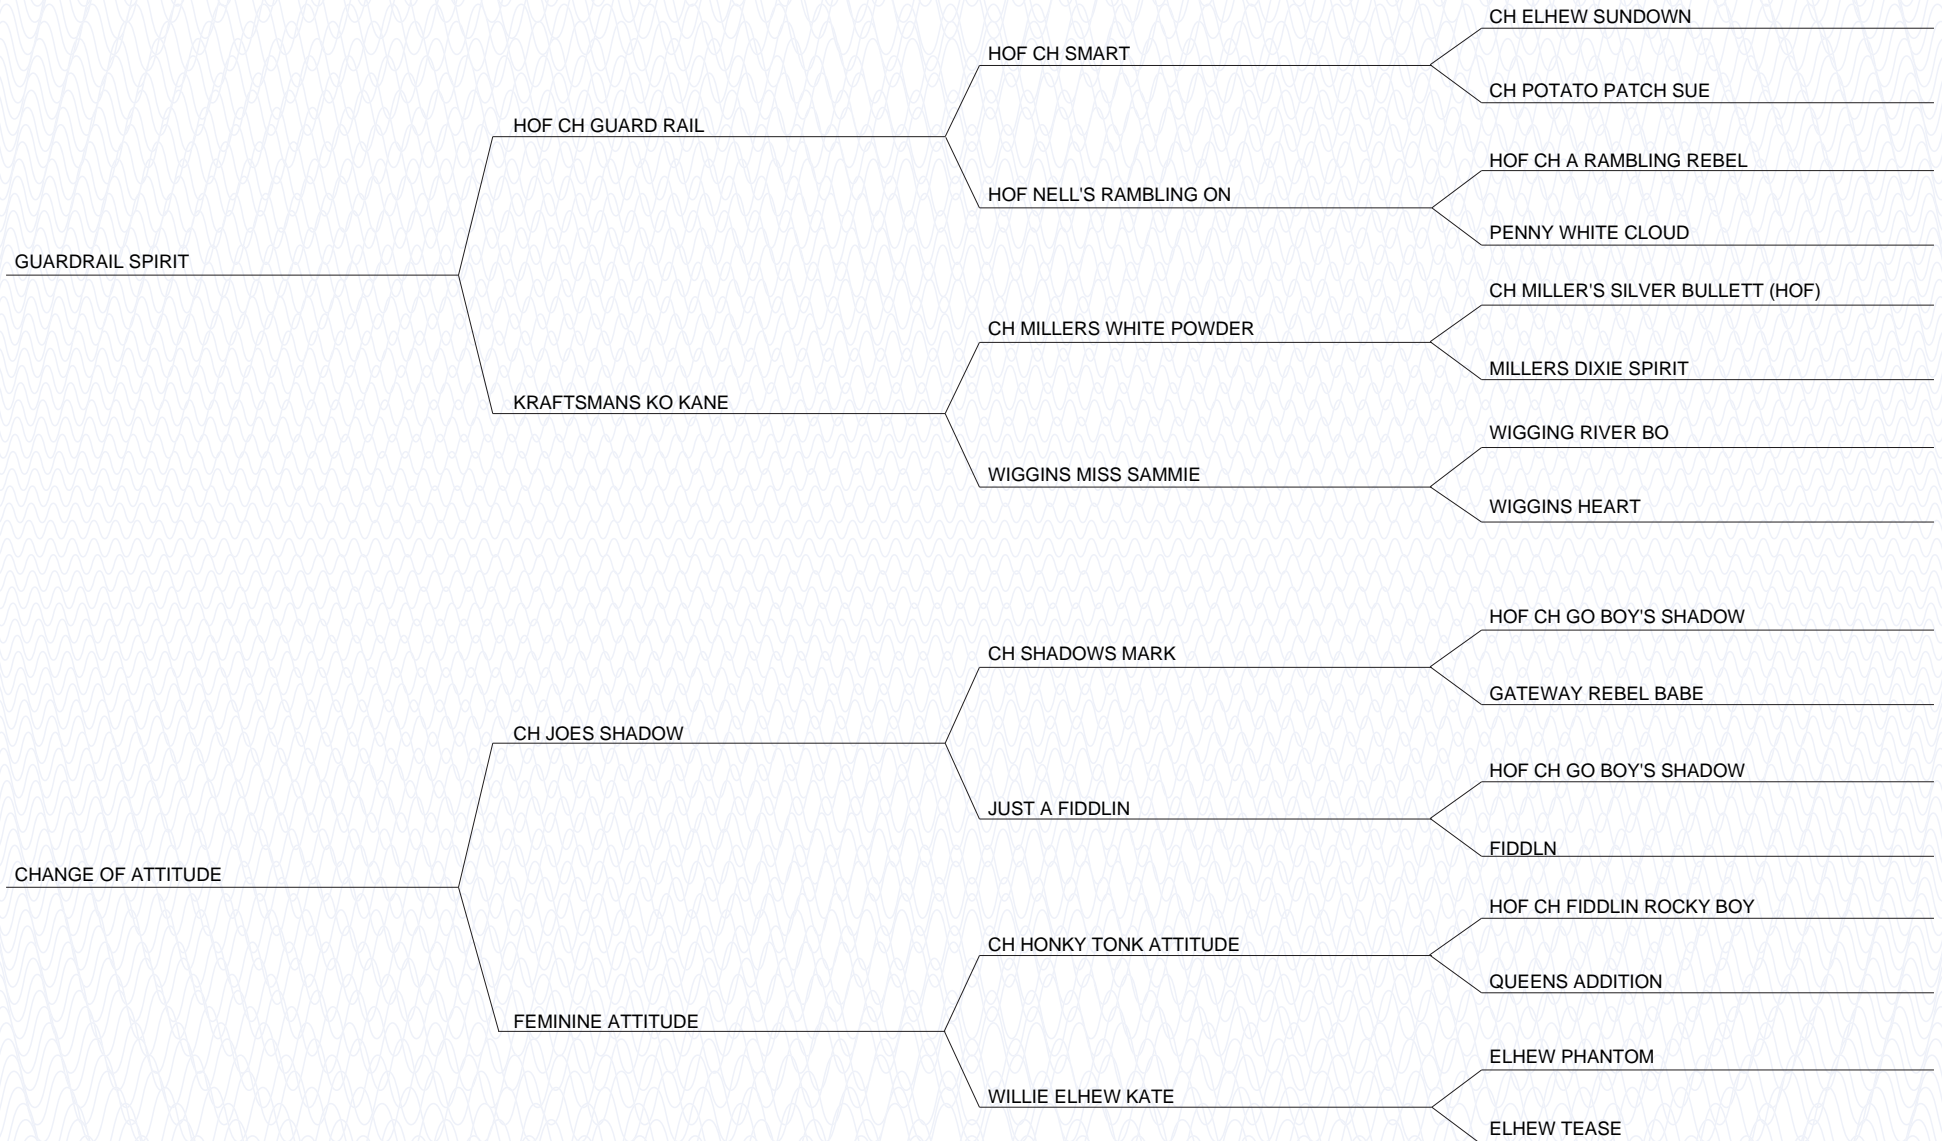 CH ELHEW SUNDOWN
HOF CH SMART
CH POTATO PATCH SUE
HOF CH GUARD RAIL
HOF CH A RAMBLING REBEL
HOF NELL'S RAMBLING ON
PENNY WHITE CLOUD
GUARDRAIL SPIRIT
CH MILLER'S SILVER BULLETT (HOF)
CH MILLERS WHITE POWDER
MILLERS DIXIE SPIRIT
KRAFTSMANS KO KANE
WIGGING RIVER BO
WIGGINS MISS SAMMIE
WIGGINS HEART
HOF CH GO BOY'S SHADOW
CH SHADOWS MARK
GATEWAY REBEL BABE
CH JOES SHADOW
HOF CH GO BOY'S SHADOW
JUST A FIDDLIN
FIDDLN
CHANGE OF ATTITUDE
HOF CH FIDDLIN ROCKY BOY
CH HONKY TONK ATTITUDE
QUEENS ADDITION
FEMININE ATTITUDE
ELHEW PHANTOM
WILLIE ELHEW KATE
ELHEW TEASE